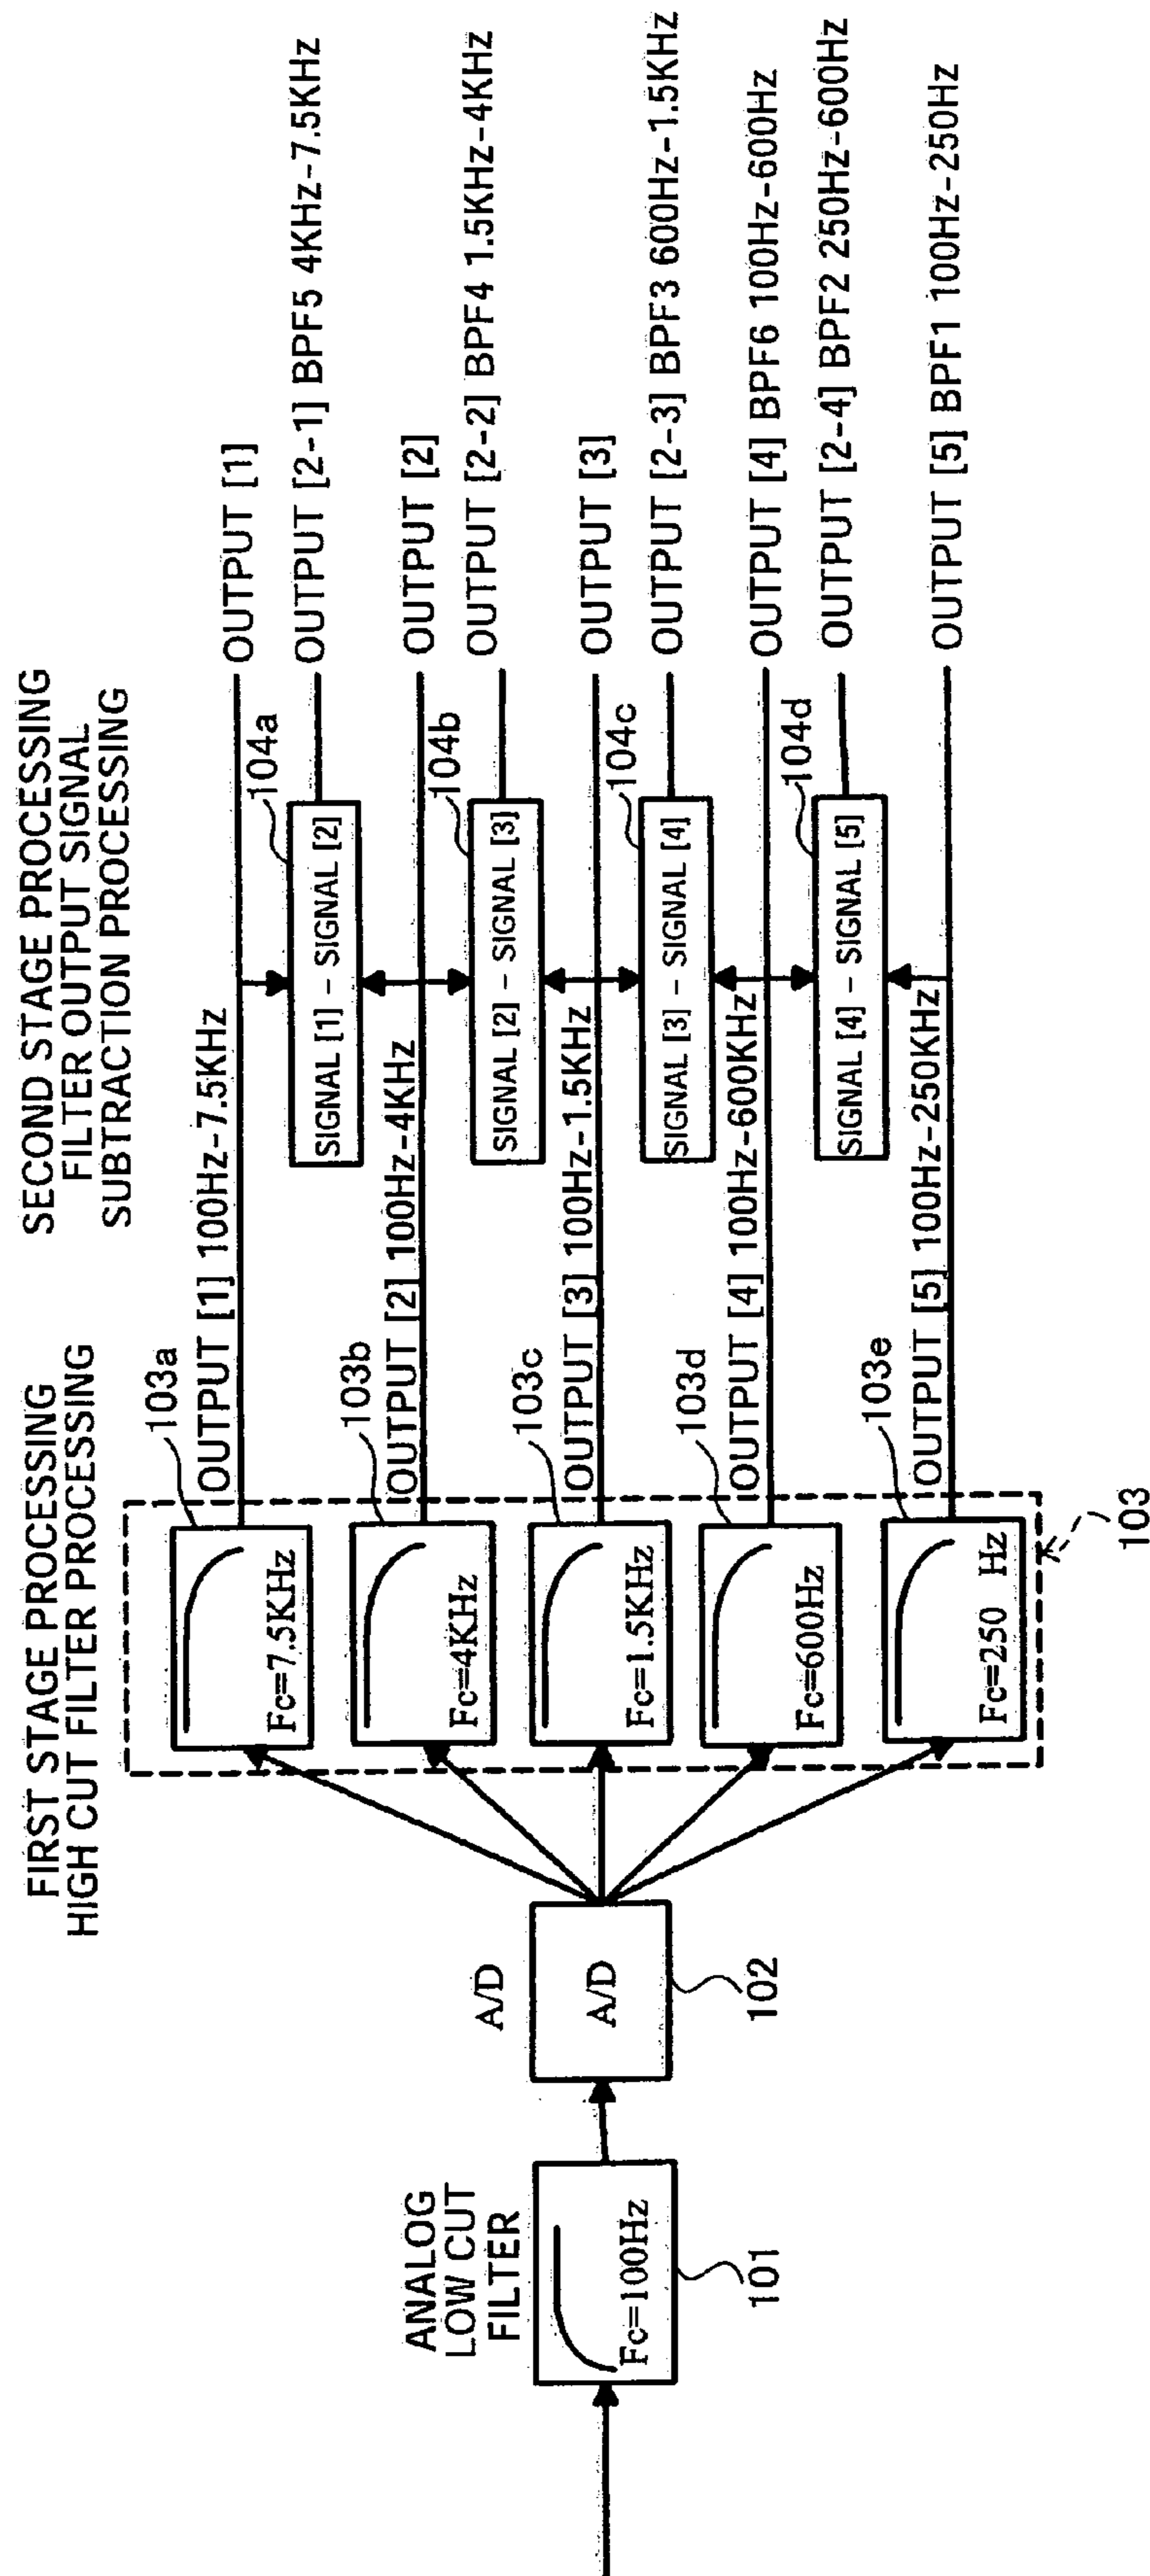 FIRST STAGE PROCESSING
HIGH CUT FILTER PROCESSING
SECOND STAGE PROCESSING
FILTER OUTPUT SIGNAL
SUBTRACTION PROCESSING
ANALOG
LOW CUT
FILTER
Fc=100Hz
101
A/D
A/D
102
103a
Fc=7.5KHz
OUTPUT [1] 100Hz-7.5KHz
OUTPUT [1]
104a
SIGNAL [1] - SIGNAL [2]
OUTPUT [2-1] BPF5 4KHz-7.5KHz
103b
Fc=4KHz
OUTPUT [2] 100Hz-4KHz
OUTPUT [2]
104b
SIGNAL [2] - SIGNAL [3]
OUTPUT [2-2] BPF4 1.5KHz-4KHz
103c
Fc=1.5KHz
OUTPUT [3] 100Hz-1.5KHz
OUTPUT [3]
104c
SIGNAL [3] - SIGNAL [4]
OUTPUT [2-3] BPF3 600Hz-1.5KHz
103d
Fc=600Hz
OUTPUT [4] 100Hz-600KHz
OUTPUT [4] BPF6 100Hz-600Hz
104d
SIGNAL [4] - SIGNAL [5]
OUTPUT [2-4] BPF2 250Hz-600Hz
103e
Fc=250 Hz
OUTPUT [5] 100Hz-250KHz
OUTPUT [5] BPF1 100Hz-250Hz
103